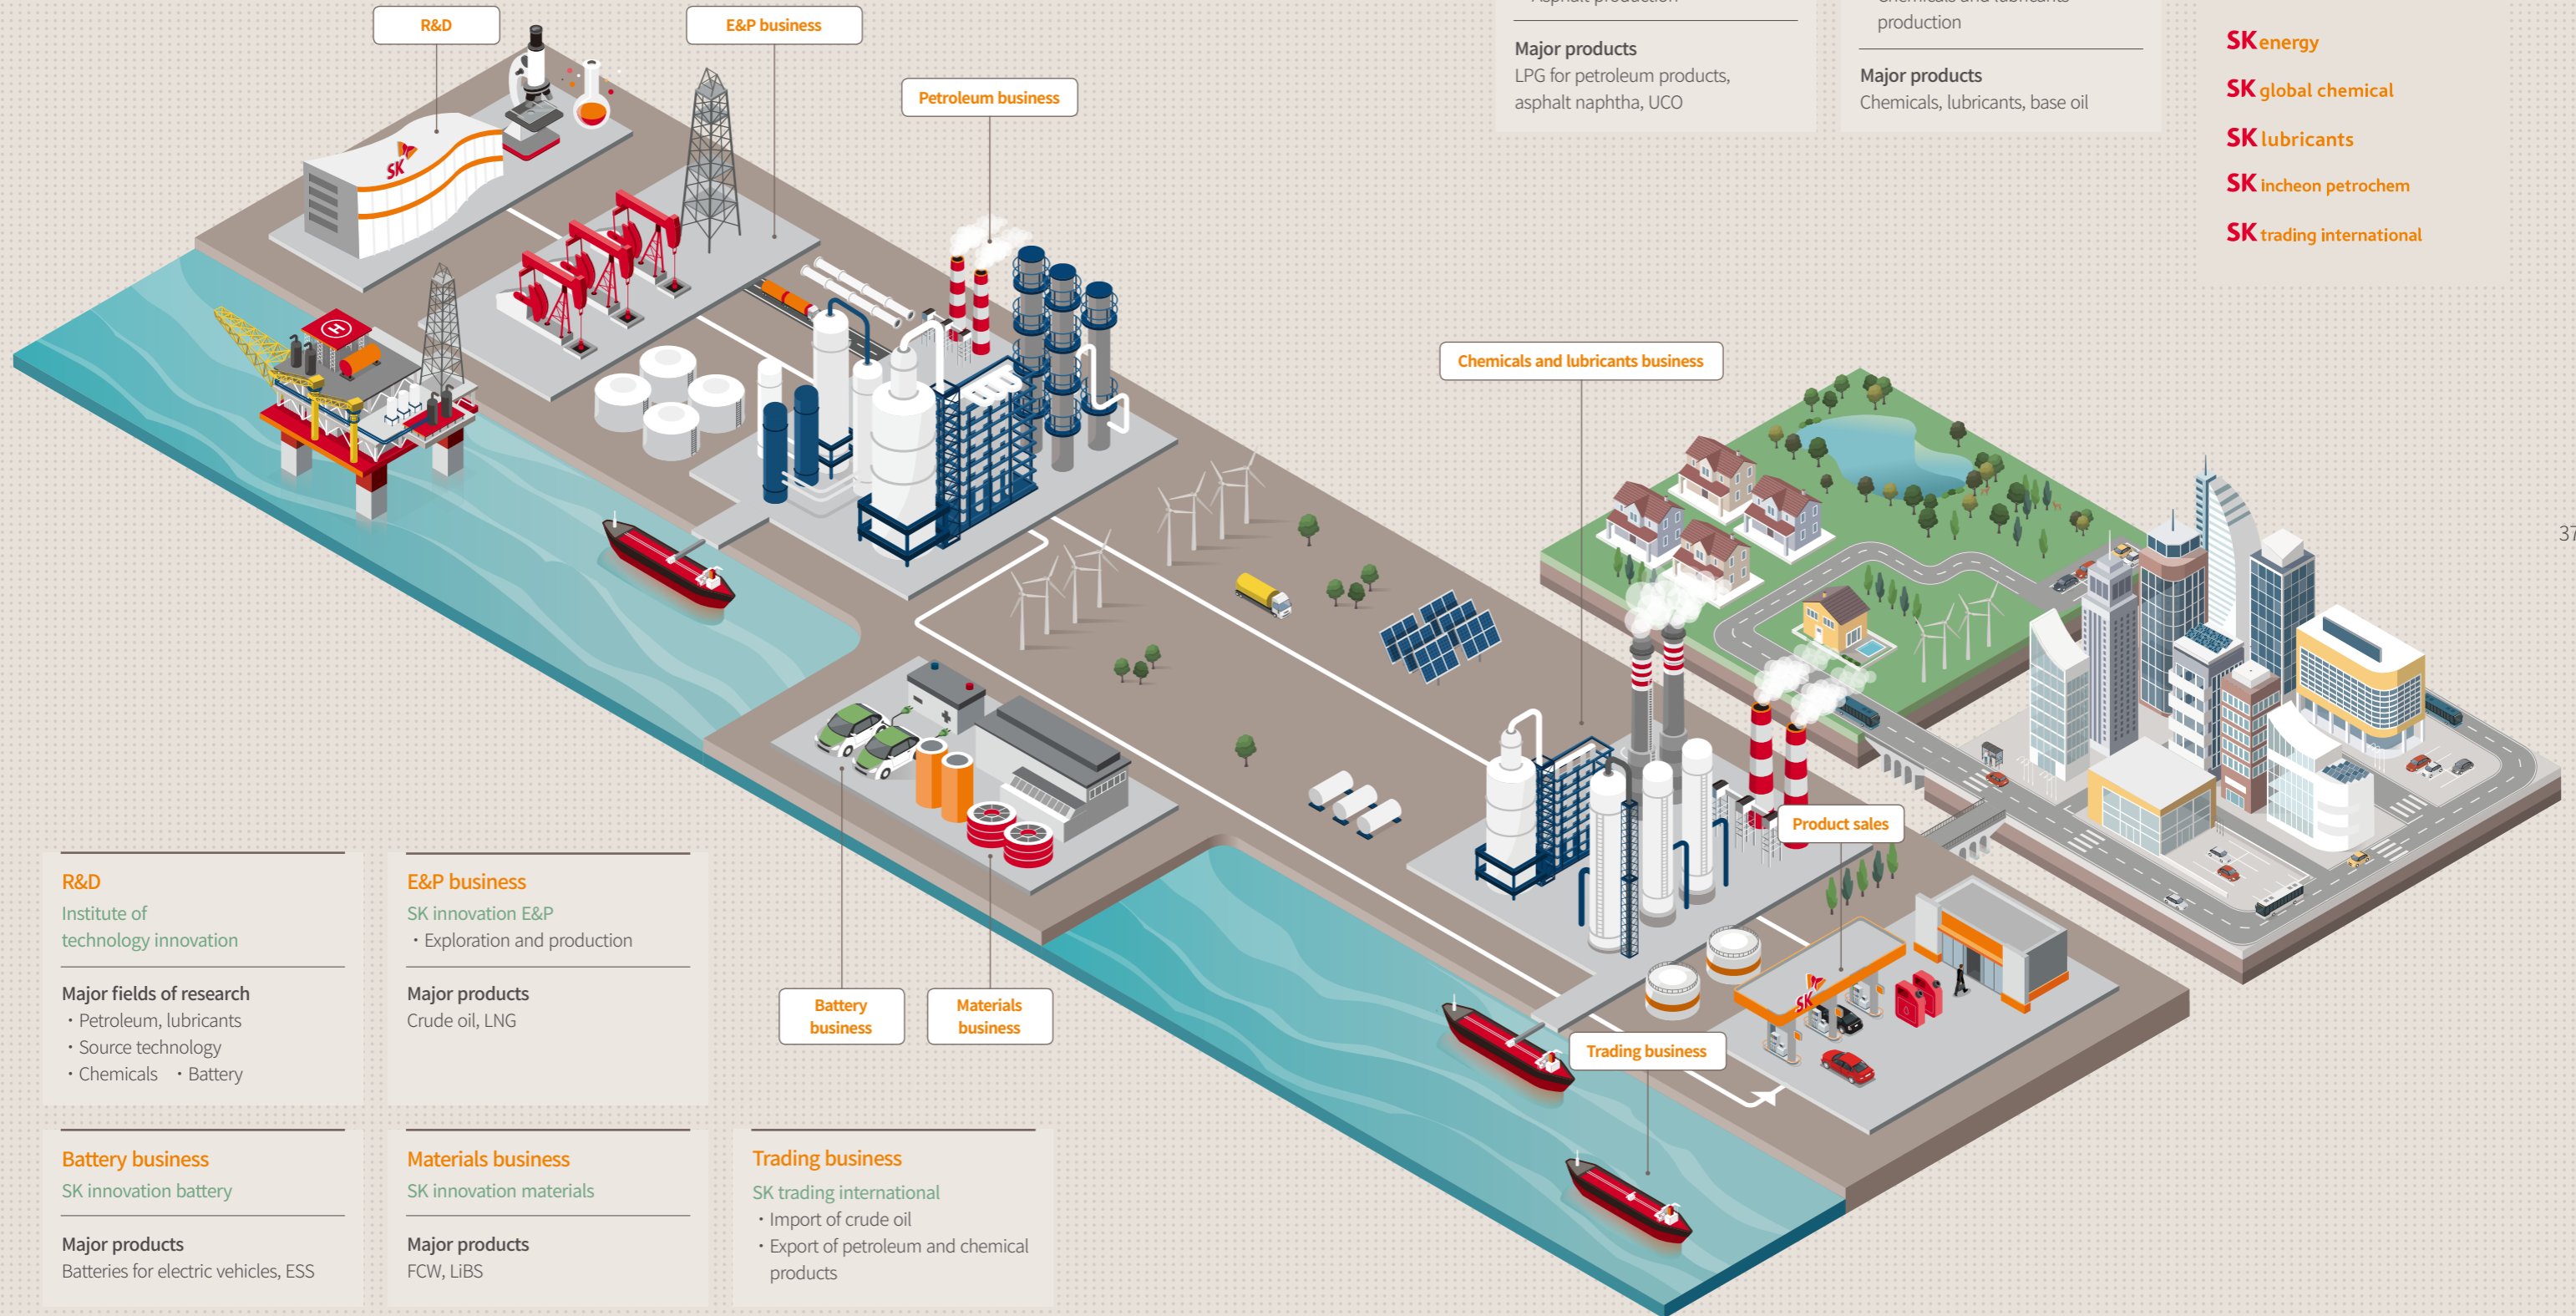 R&D
E&P business
Petroleum business
production
Major products
LPG for petroleum products,
asphalt naphtha, UCO
Major products
Chemicals, lubricants, base oil
SK energy
SK global chemical
SK lubricants
SK incheon petrochem
SK trading international
SK
H
Chemicals and lubricants business
37
Product sales
SK
Battery
business
Materials
business
Trading business
R&D
Institute of
technology innovation
Major fields of research
・Petroleum, lubricants
・Source technology
・Chemicals ・Battery
E&P business
SK innovation E&P
・Exploration and production
Major products
Crude oil, LNG
Battery business
SK innovation battery
Major products
Batteries for electric vehicles, ESS
Materials business
SK innovation materials
Major products
FCW, LiBS
Trading business
SK trading international
・Import of crude oil
・Export of petroleum and chemical
products